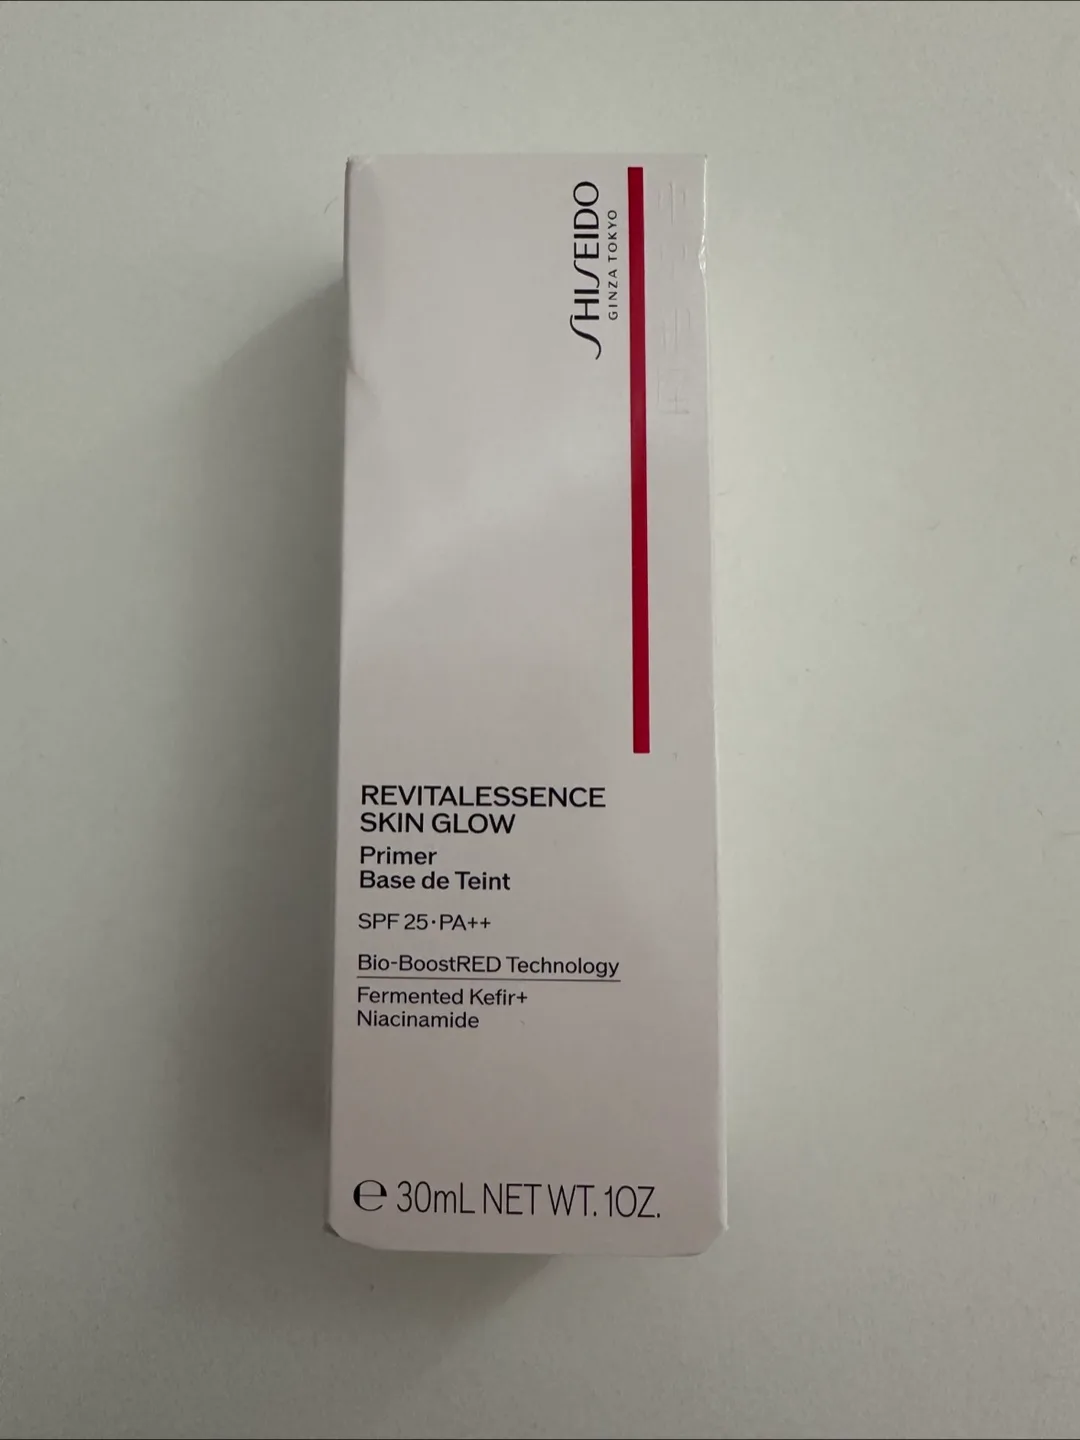 SHISEIDO
GINZA TOKYO
REVITALESSENCE
SKIN GLOW
Primer
Base de Teint
SPF 25·PA++
Bio-BoostRED Technology
Fermented Kefir+
Niacinamide
℮ 30mL NET WT. 1OZ.